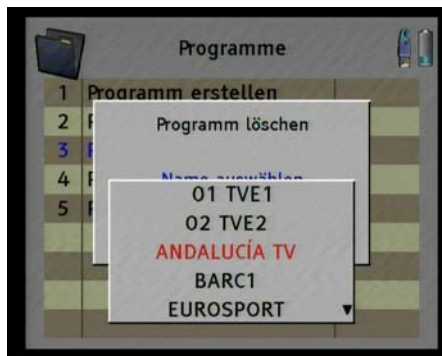 Programme
1 Programm erstellen
2
Programm löschen
3
4
Name auswählen
5
01 TVE1
02 TVE2
ANDALUCÍA TV
BARC1
EUROSPORT